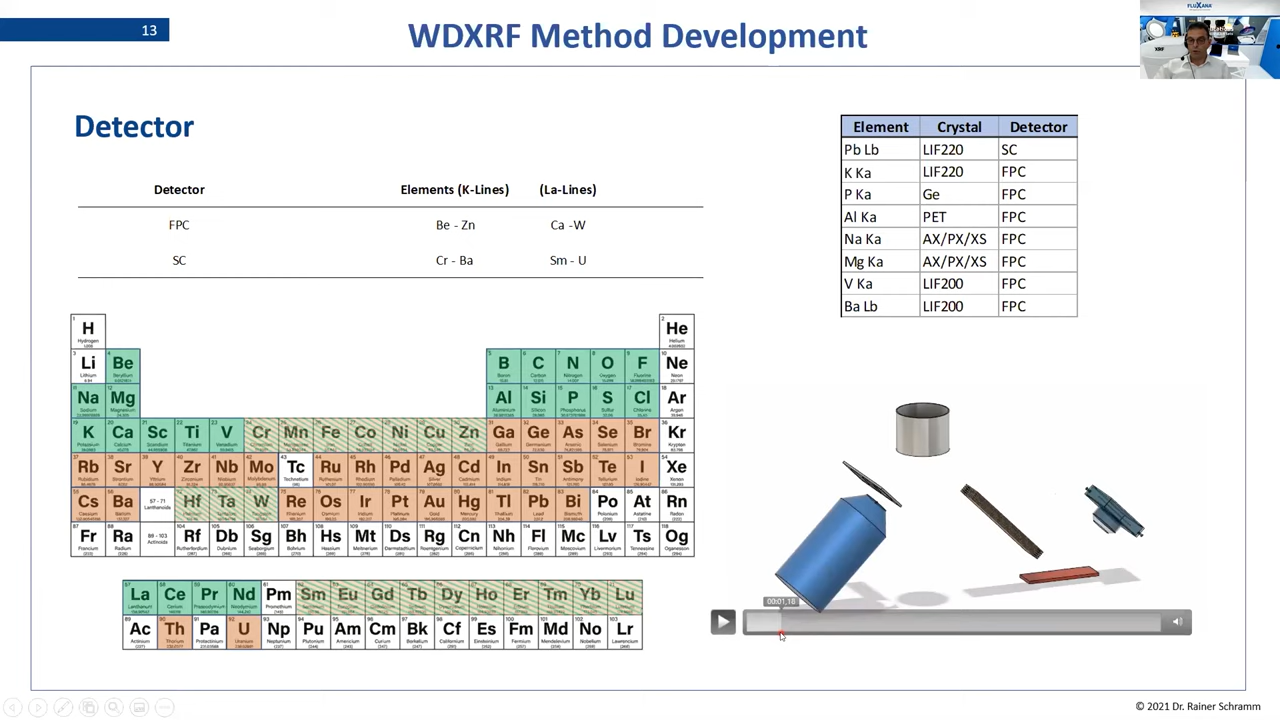 13
WDXRF Method Development
FLUXANA
XRF
Detector
Detector Elements (K-Lines) (La-Lines)
FPC Be - Zn Ca -W
SC Cr - Ba Sm - U
Element Crystal Detector
Pb Lb LIF220 SC
K Ka LIF220 FPC
P Ka Ge FPC
Al Ka PET FPC
Na Ka AX/PX/XS FPC
Mg Ka AX/PX/XS FPC
V Ka LIF200 FPC
Ba Lb LIF200 FPC
H He
Hydrogen
Li Be B C N O F Ne
Na Mg Al Si P S Cl Ar
K Ca Sc Ti V Cr Mn Fe Co Ni Cu Zn Ga Ge As Se Br Kr
Rb Sr Y Zr Nb Mo Tc Ru Rh Pd Ag Cd In Sn Sb Te I Xe
Cs Ba 57 - 71 Hf Ta W Re Os Ir Pt Au Hg Tl Pb Bi Po At Rn
Lanthanoids
Fr Ra 89 - 103 Rf Db Sg Bh Hs Mt Ds Rg Cn Nh Fl Mc Lv Ts Og
Actinoids
La Ce Pr Nd Pm Sm Eu Gd Tb Dy Ho Er Tm Yb Lu
Ac Th Pa U Np Pu Am Cm Bk Cf Es Fm Md No Lr
00:01,16
© 2021 Dr. Rainer Schramm